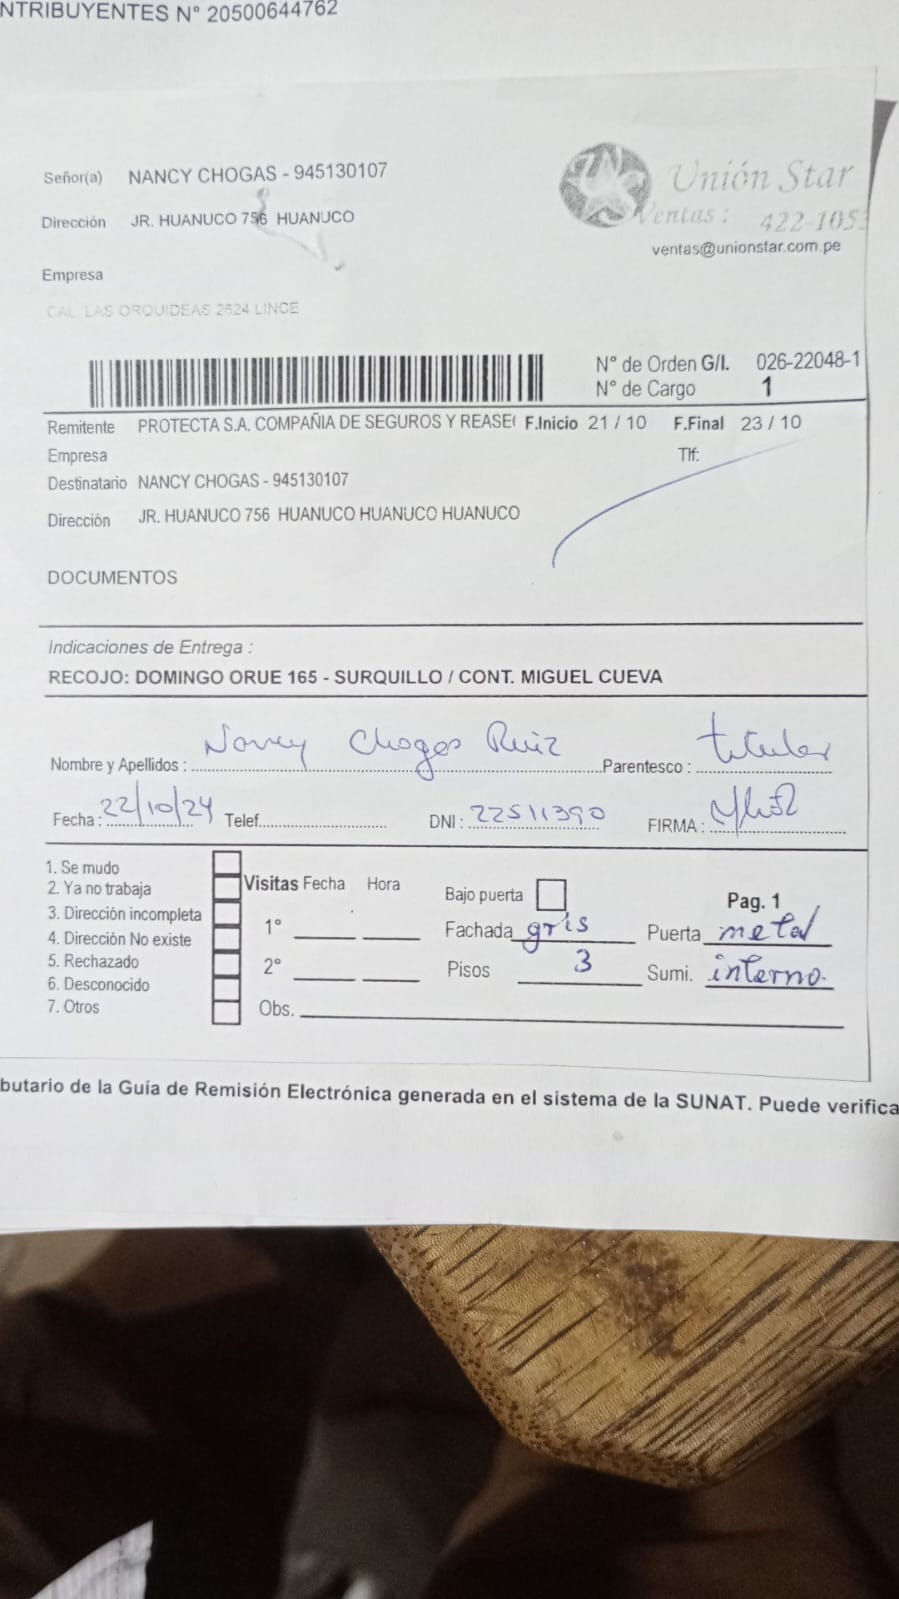 NTRIBUYENTES N° 20500644762
Señor(a) NANCY CHOGAS - 945130107
Dirección JR. HUANUCO 756 HUANUCO
Empresa
CAL LAS ORQUIDEAS 2624 LINCE
Unión Star
Ventas : 422-105
ventas@unionstar.com.pe
N° de Orden G/I. 026-22048-1
N° de Cargo 1
Remitente PROTECTA S.A. COMPAÑIA DE SEGUROS Y REASE F.Inicio 21 / 10 F.Final 23 / 10
Empresa Tlf:
Destinatario NANCY CHOGAS - 945130107
Dirección JR. HUANUCO 756 HUANUCO HUANUCO HUANUCO
DOCUMENTOS
Indicaciones de Entrega :
RECOJO: DOMINGO ORUE 165 - SURQUILLO / CONT. MIGUEL CUEVA
Nombre y Apellidos : Nancy Chogas Ruiz Parentesco : titular
Fecha : 22/10/24 Telef. DNI : 22511390 FIRMA :
1. Se mudo
2. Ya no trabaja
3. Dirección incompleta
4. Dirección No existe
5. Rechazado
6. Desconocido
7. Otros
Visitas Fecha Hora
1°
2°
Obs.
Bajo puerta Pag. 1
Fachada gris Puerta metal
Pisos 3 Sumi. interno.
butario de la Guía de Remisión Electrónica generada en el sistema de la SUNAT. Puede verifica